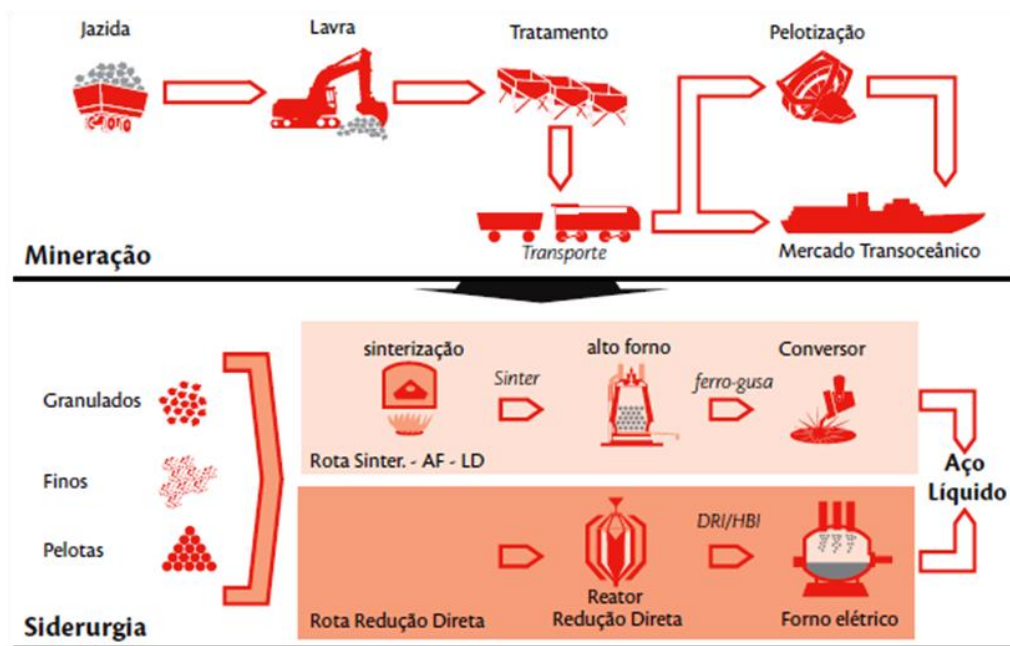 Jazida
Lavra
Tratamento
Pelotização
Transporte
Mercado Transoceânico
Mineração
sinterização
alto forno
Conversor
Granulados
Sinter
ferro-gusa
Rota Sinter. - AF - LD
Finos
Aço
Líquido
DRI/HBI
Pelotas
Reator
Rota Redução Direta
Redução Direta
Forno elétrico
Siderurgia